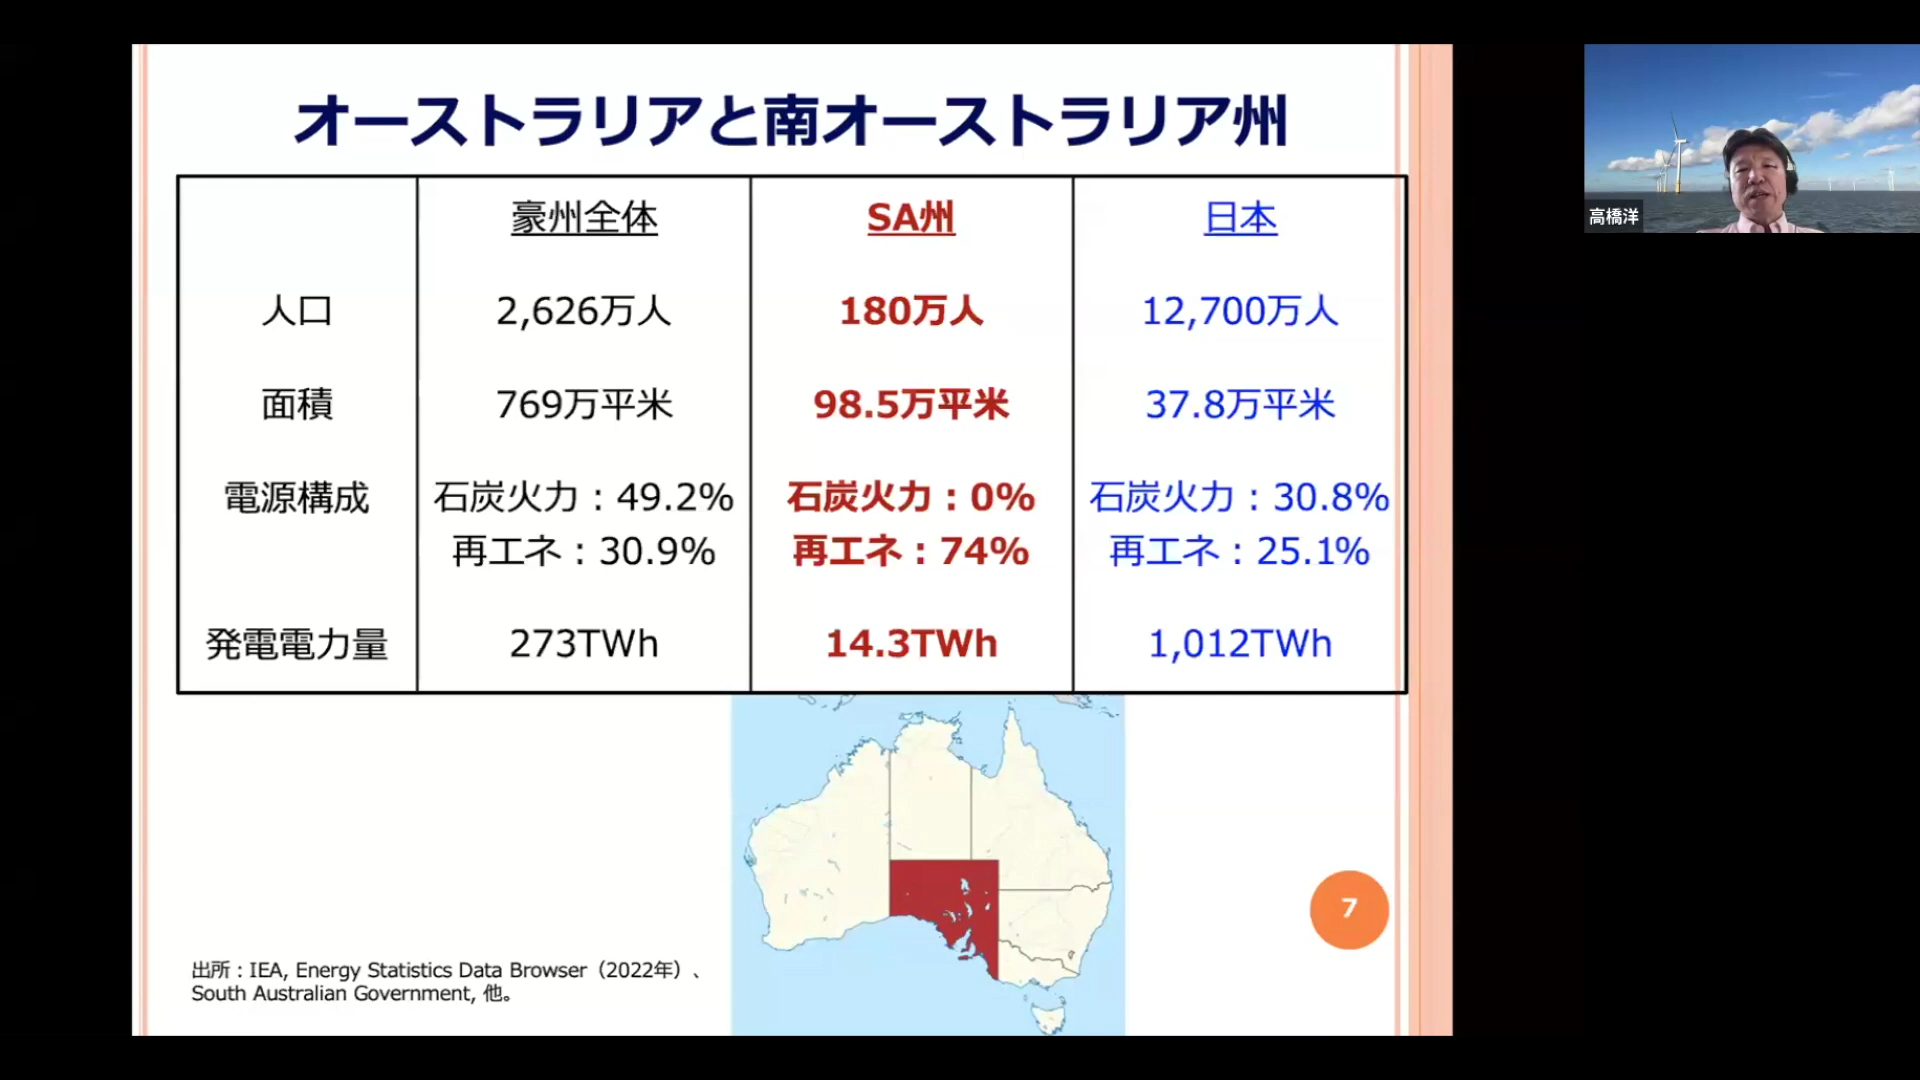 オーストラリアと南オーストラリア州
豪州全体 SA州 日本
人口 2,626万人 180万人 12,700万人
面積 769万平米 98.5万平米 37.8万平米
電源構成 石炭火力：49.2% 石炭火力：0% 石炭火力：30.8%
再エネ：30.9% 再エネ：74% 再エネ：25.1%
発電電力量 273TWh 14.3TWh 1,012TWh
7
出所：IEA, Energy Statistics Data Browser（2022年）、
South Australian Government, 他。
高橋洋